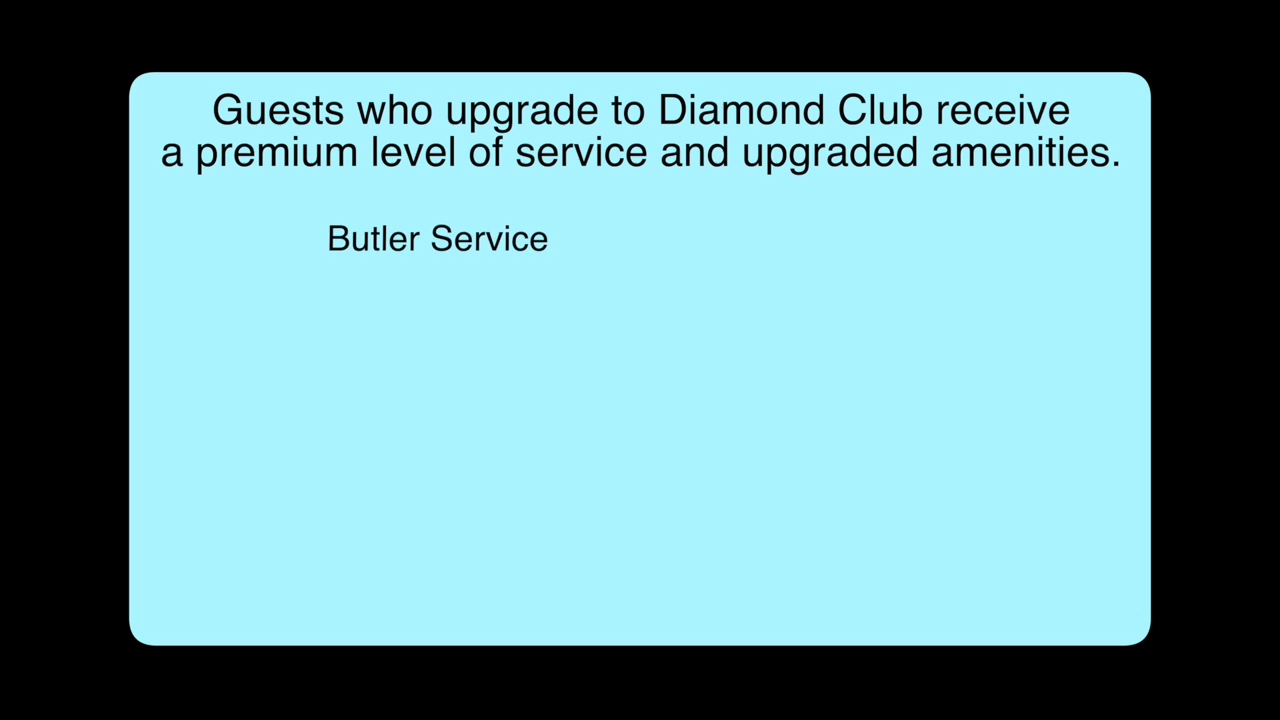 Guests who upgrade to Diamond Club receive
a premium level of service and upgraded amenities.
Butler Service